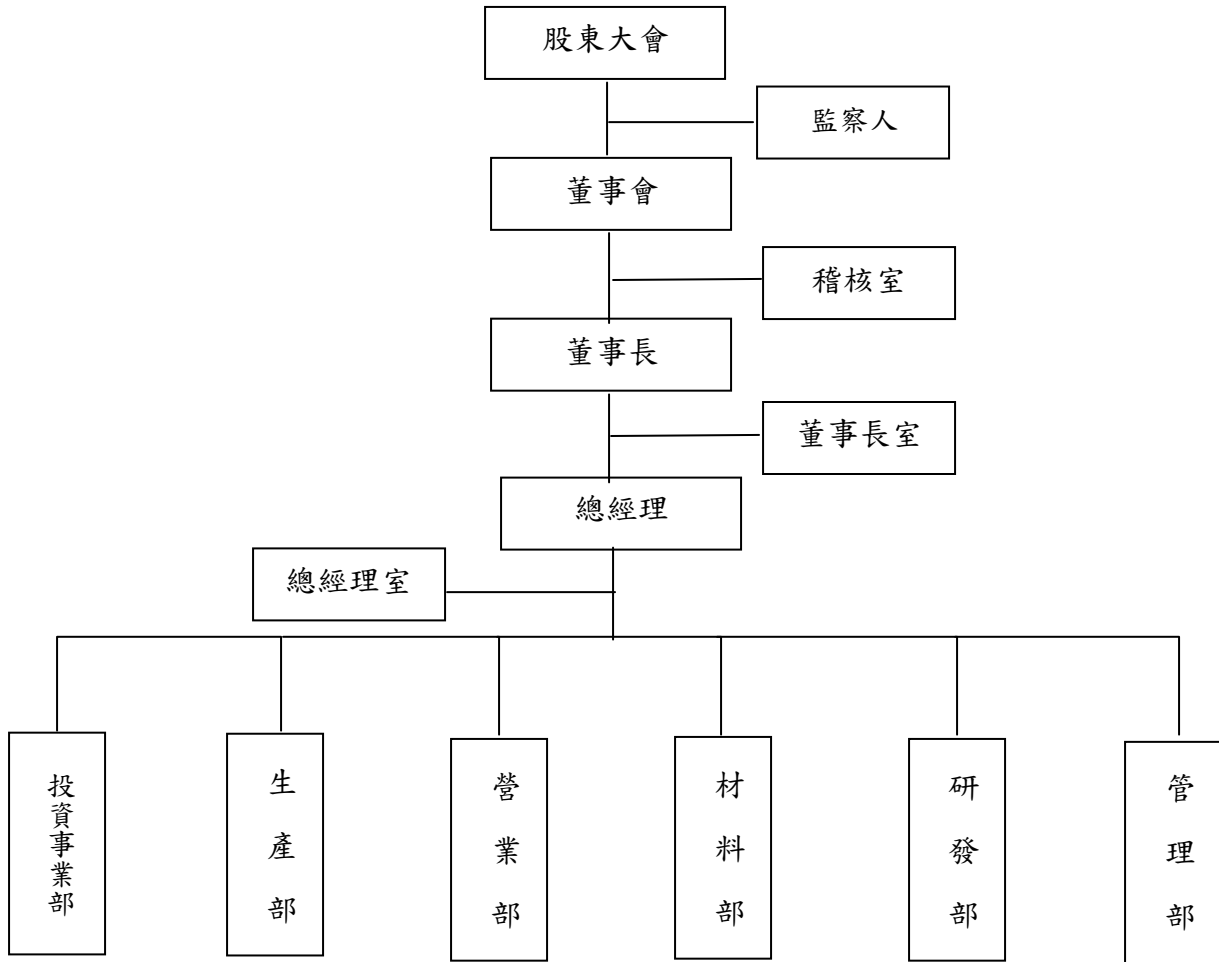 股東大會
監察人
董事會
稽核室
董事長
董事長室
總經理
總經理室
投資事業部
生產部
營業部
材料部
研發部
管理部